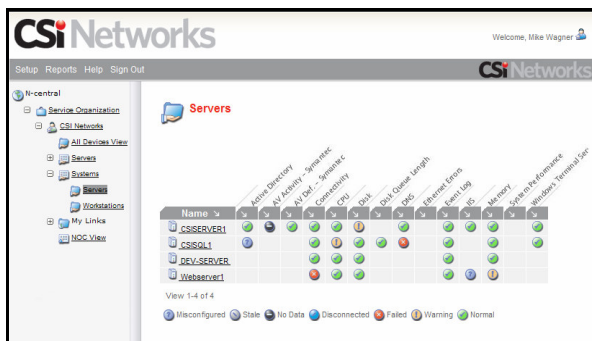 CSi Networks
Welcome, Mike Wagner
Setup Reports Help Sign Out
CSi Networks
N-central
Service Organization
CSI Networks
All Devices View
Servers
Systems
Servers
Workstations
My Links
NOC View
Servers
Active Directory
AV Activity - Symantec
AV Def. - Symantec
Connectivity
CPU
Disk
Disk Queue Length
DNS
Ethernet Errors
Event Log
IIS
Memory
System Performance
Windows Terminal Ser
Name
CSISERVER1
CSISQL1
DEV-SERVER
Webserver1
View 1-4 of 4
Misconfigured Stale No Data Disconnected Failed Warning Normal